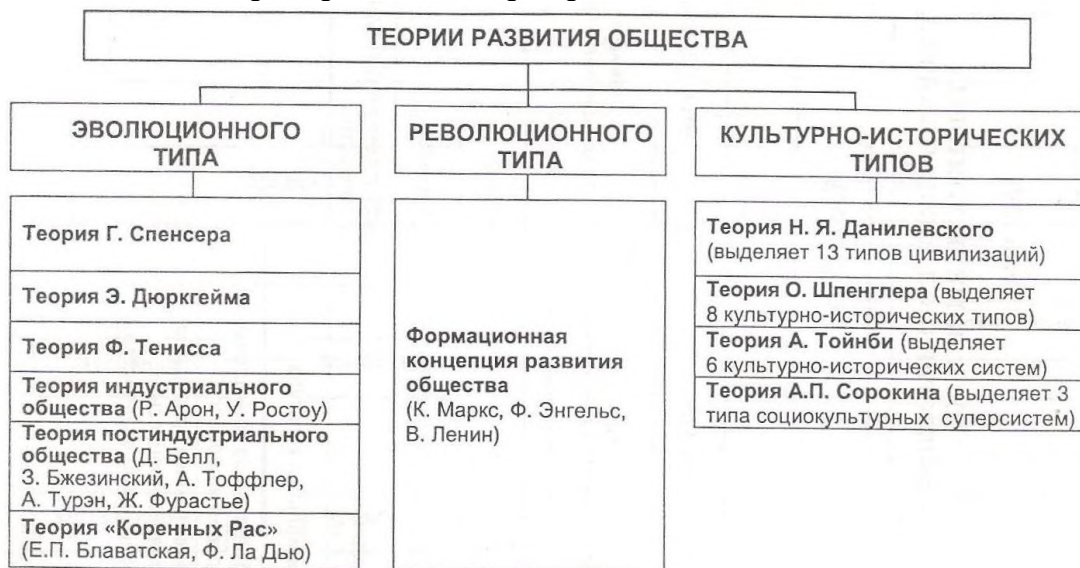 ТЕОРИИ РАЗВИТИЯ ОБЩЕСТВА
ЭВОЛЮЦИОННОГО
ТИПА
РЕВОЛЮЦИОННОГО
ТИПА
КУЛЬТУРНО-ИСТОРИЧЕСКИХ
ТИПОВ
Теория Г. Спенсера
Теория Э. Дюркгейма
Теория Ф. Тенисса
Теория индустриального
общества (Р. Арон, У. Ростоу)
Теория постиндустриального
общества (Д. Белл,
З. Бжезинский, А. Тоффлер,
А. Турэн, Ж. Фурастье)
Теория «Коренных Рас»
(Е.П. Блаватская, Ф. Ла Дью)
Формационная
концепция развития
общества
(К. Маркс, Ф. Энгельс,
В. Ленин)
Теория Н. Я. Данилевского
(выделяет 13 типов цивилизаций)
Теория О. Шпенглера (выделяет
8 культурно-исторических типов)
Теория А. Тойнби (выделяет
6 культурно-исторических систем)
Теория А.П. Сорокина (выделяет 3
типа социокультурных суперсистем)